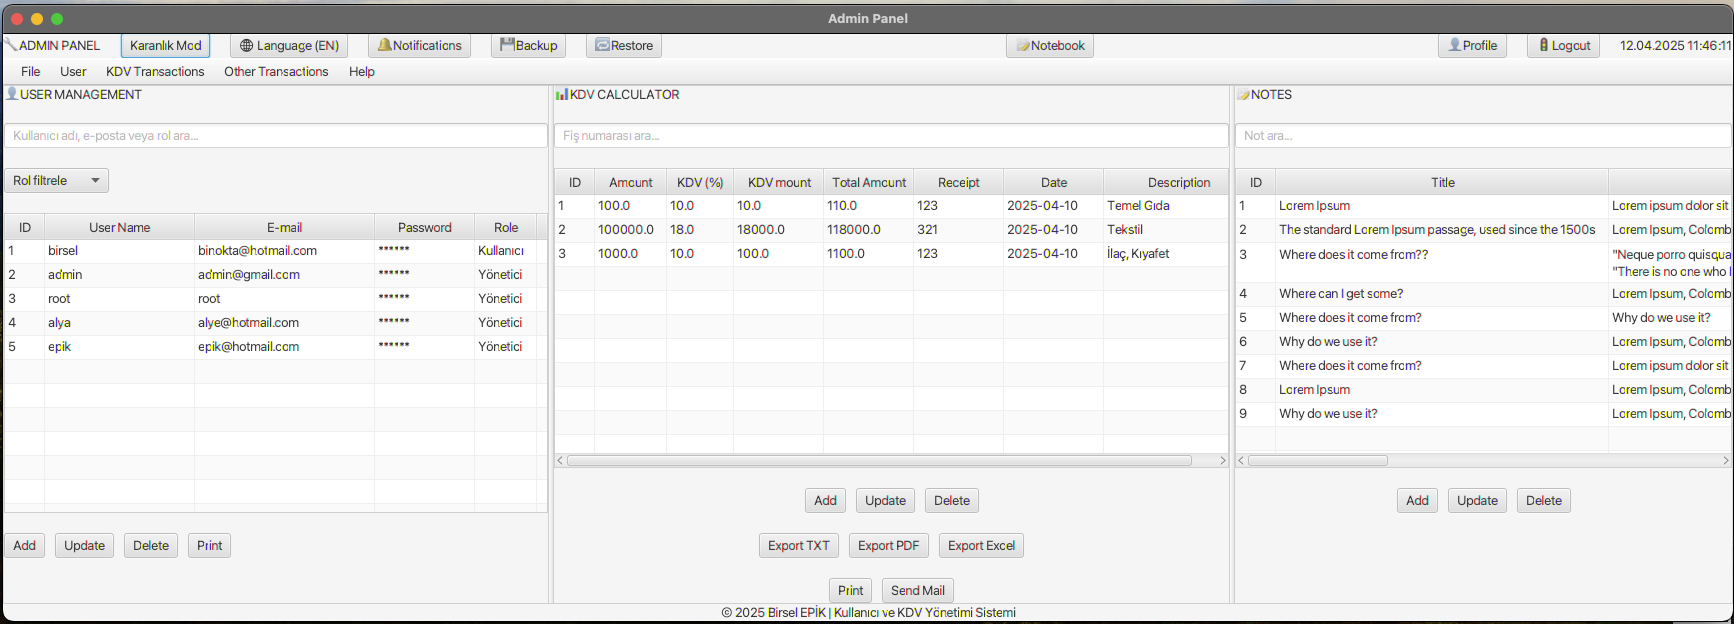 Admin Panel
ADMIN PANEL Karanlık Mod Language (EN) Notifications Backup Restore Notebook Profile Logout 12.04.2025 11:46:11
File User KDV Transactions Other Transactions Help
USER MANAGEMENT
Kullanıcı adı, e-posta veya rol ara...
Rol filtrele
ID User Name E-mail Password Role
1 birsel binokta@hotmail.com ****** Kullanıcı
2 admin admin@gmail.com ****** Yönetici
3 root root ****** Yönetici
4 alya alye@hotmail.com ****** Yönetici
5 epik epik@hotmail.com ****** Yönetici
Add Update Delete Print
KDV CALCULATOR
Fiş numarası ara...
ID Amount KDV (%) KDV mount Total Amount Receipt Date Description
1 100.0 10.0 10.0 110.0 123 2025-04-10 Temel Gıda
2 100000.0 18.0 18000.0 118000.0 321 2025-04-10 Tekstil
3 1000.0 10.0 100.0 1100.0 123 2025-04-10 İlaç, Kıyafet
Add Update Delete
Export TXT Export PDF Export Excel
Print Send Mail
NOTES
Not ara...
ID Title
1 Lorem Ipsum Lorem ipsum dolor sit
2 The standard Lorem Ipsum passage, used since the 1500s Lorem Ipsum, Colomb
3 Where does it come from?? "Neque porro quisqua
"There is no one who l
4 Where can I get some? Lorem Ipsum, Colomb
5 Where does it come from? Why do we use it?
6 Why do we use it? Lorem Ipsum, Colomb
7 Where does it come from? Lorem ipsum dolor sit
8 Lorem Ipsum Lorem Ipsum, Colomb
9 Why do we use it? Lorem Ipsum, Colomb
Add Update Delete
© 2025 Birsel EPİK | Kullanıcı ve KDV Yönetimi Sistemi